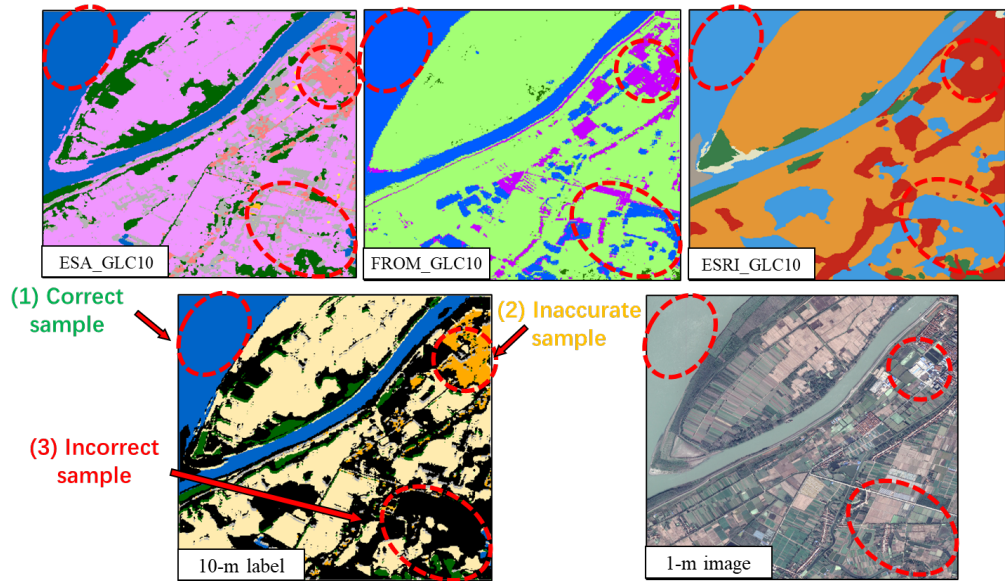 ESA_GLC10
FROM_GLC10
ESRI_GLC10
(1) Correct
sample
(2) Inaccurate
sample
(3) Incorrect
sample
10-m label
1-m image